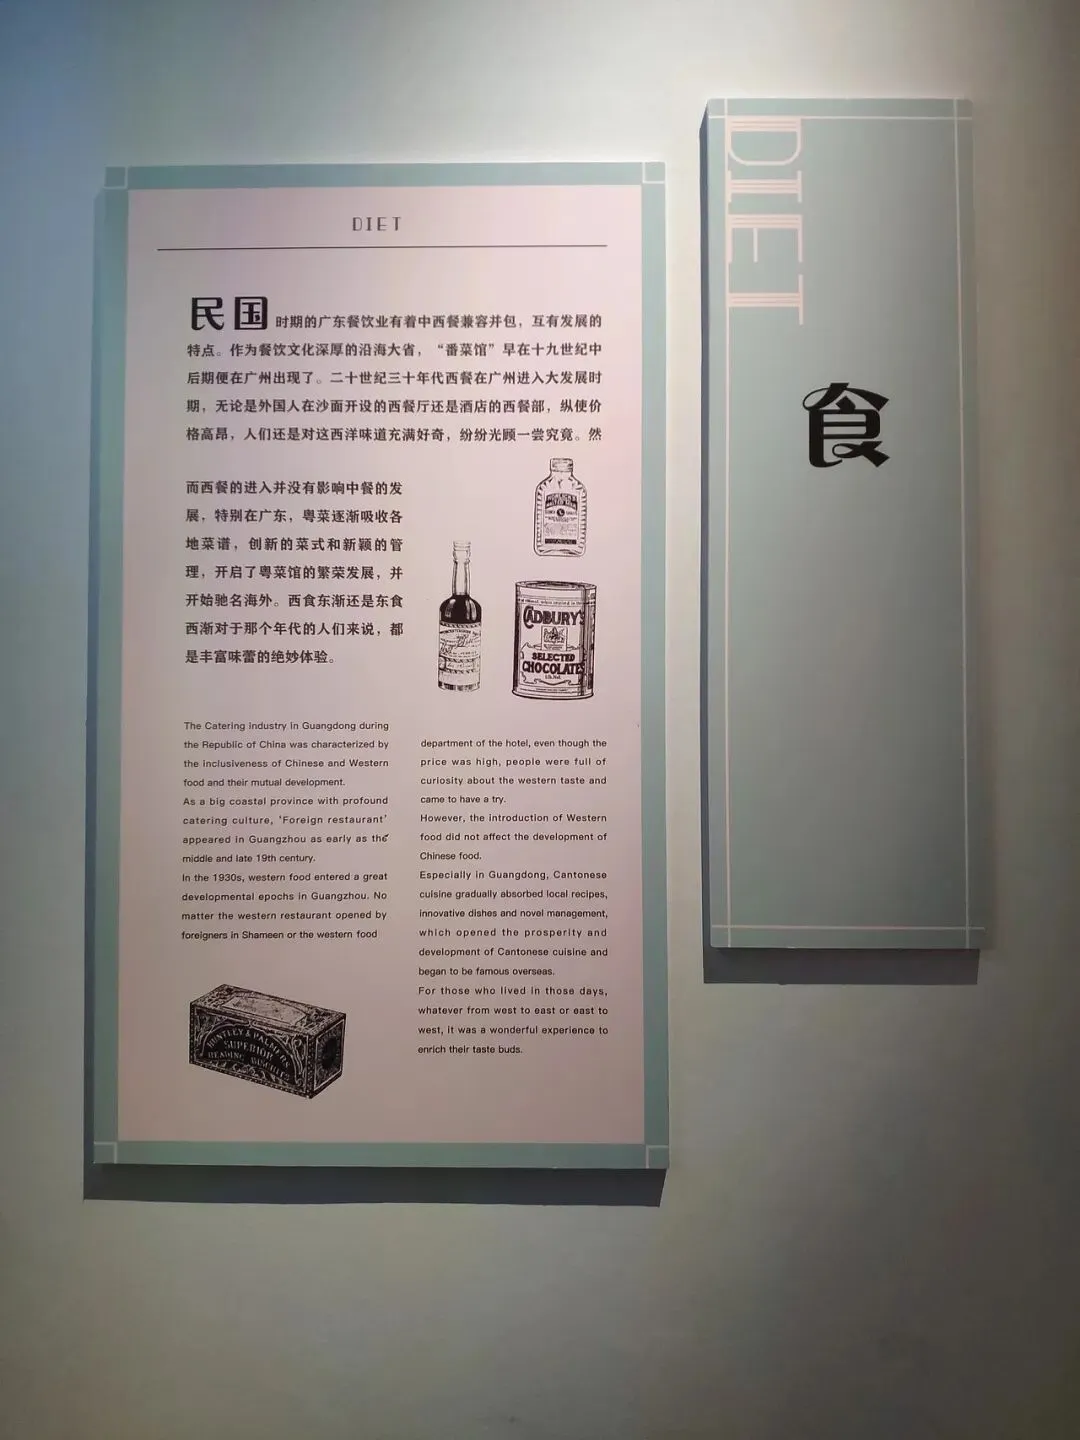 DIET
民国时期的广东餐饮业有着中西餐兼容并包，互有发展的
特点。作为餐饮文化深厚的沿海大省，“番菜馆”早在十九世纪中
后期便在广州出现了。二十世纪三十年代西餐在广州进入大发展时
期，无论是外国人在沙面开设的西餐厅还是酒店的西餐部，纵使价
格高昂，人们还是对这西洋味道充满好奇，纷纷光顾一尝究竟。然
而西餐的进入并没有影响中餐的发
展，特别在广东，粤菜逐渐吸收各
地菜谱，创新的菜式和新颖的管
理，开启了粤菜馆的繁荣发展，并
开始驰名海外。西食东渐还是东食
西渐对于那个年代的人们来说，都
是丰富味蕾的绝妙体验。
CADBURY'S
SELECTED
CHOCOLATES
The Catering industry in Guangdong during
the Republic of China was characterized by
the inclusiveness of Chinese and Western
food and their mutual development.
As a big coastal province with profound
catering culture, 'Foreign restaurant'
appeared in Guangzhou as early as the
middle and late 19th century.
In the 1930s, western food entered a great
developmental epochs in Guangzhou. No
matter the western restaurant opened by
foreigners in Shameen or the western food
department of the hotel, even though the
price was high, people were full of
curiosity about the western taste and
came to have a try.
However, the introduction of Western
food did not affect the development of
Chinese food.
Especially in Guangdong, Cantonese
cuisine gradually absorbed local recipes,
innovative dishes and novel management,
which opened the prosperity and
development of Cantonese cuisine and
began to be famous overseas.
For those who lived in those days,
whatever from west to east or east to
west, it was a wonderful experience to
enrich their taste buds.
HUNTLEY & PALMERS
SUPERIOR
READING BISCUITS
DIET
食